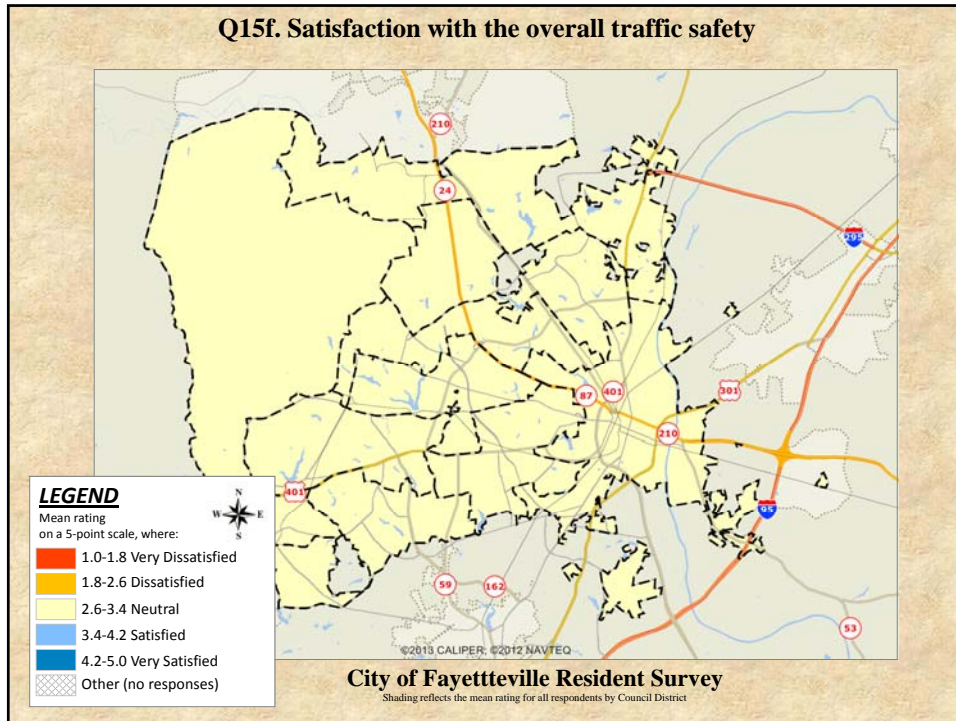 Q15f. Satisfaction with the overall traffic safety
210
24
295
87
401
301
210
401
95
59
162
53
LEGEND
N
W E
S
Mean rating
on a 5-point scale, where:
1.0-1.8 Very Dissatisfied
1.8-2.6 Dissatisfied
2.6-3.4 Neutral
3.4-4.2 Satisfied
4.2-5.0 Very Satisfied
Other (no responses)
©2013 CALIPER; ©2012 NAVTEQ
City of Fayettteville Resident Survey
Shading reflects the mean rating for all respondents by Council District